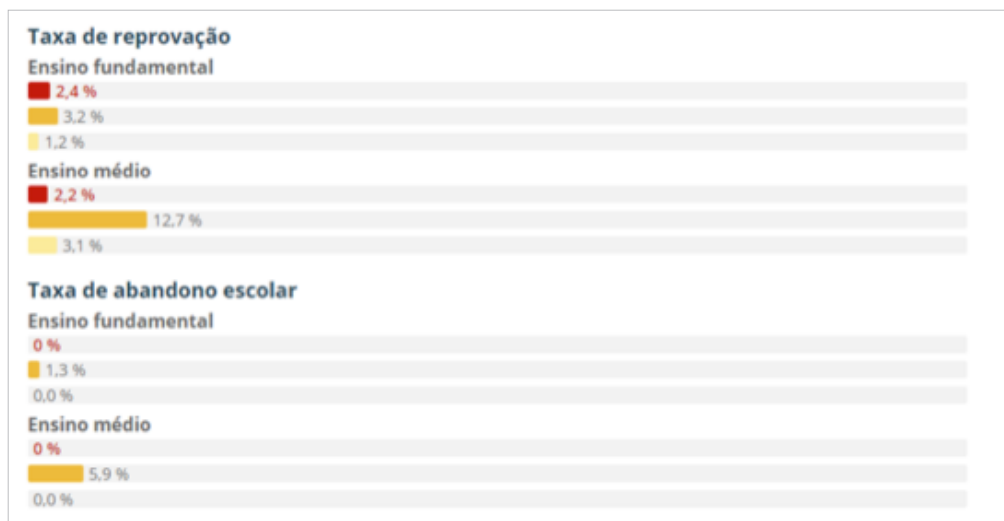 Taxa de reprovação
Ensino fundamental
2,4 %
3,2 %
1,2 %
Ensino médio
2,2 %
12,7 %
3,1 %
Taxa de abandono escolar
Ensino fundamental
0 %
1,3 %
0,0 %
Ensino médio
0 %
5,9 %
0,0 %